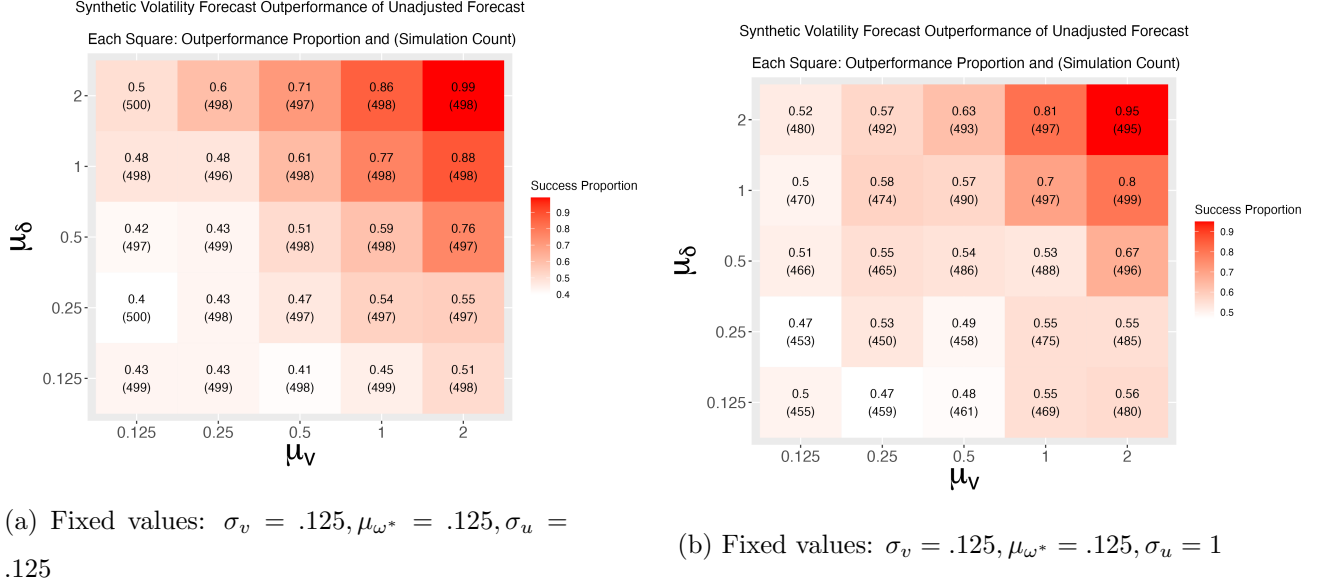 Synthetic Volatility Forecast Outperformance of Unadjusted Forecast
Each Square: Outperformance Proportion and (Simulation Count)
μδ
2
0.5 0.6 0.71 0.86 0.99
(500) (498) (497) (498) (498)
1
0.48 0.48 0.61 0.77 0.88
(498) (496) (498) (498) (498)
0.5
0.42 0.43 0.51 0.59 0.76
(497) (499) (498) (498) (497)
0.25
0.4 0.43 0.47 0.54 0.55
(500) (498) (497) (497) (497)
0.125
0.43 0.43 0.41 0.45 0.51
(499) (499) (498) (499) (498)
0.125 0.25 0.5 1 2
μV
Success Proportion
0.9
0.8
0.7
0.6
0.5
0.4
(a) Fixed values: σv = .125, μω* = .125, σu =
.125
Synthetic Volatility Forecast Outperformance of Unadjusted Forecast
Each Square: Outperformance Proportion and (Simulation Count)
μδ
2
0.52 0.57 0.63 0.81 0.95
(480) (492) (493) (497) (495)
1
0.5 0.58 0.57 0.7 0.8
(470) (474) (490) (497) (499)
0.5
0.51 0.55 0.54 0.53 0.67
(466) (465) (486) (488) (496)
0.25
0.47 0.53 0.49 0.55 0.55
(453) (450) (458) (475) (485)
0.125
0.5 0.47 0.48 0.55 0.56
(455) (459) (461) (469) (480)
0.125 0.25 0.5 1 2
μV
Success Proportion
0.9
0.8
0.7
0.6
0.5
(b) Fixed values: σv = .125, μω* = .125, σu = 1